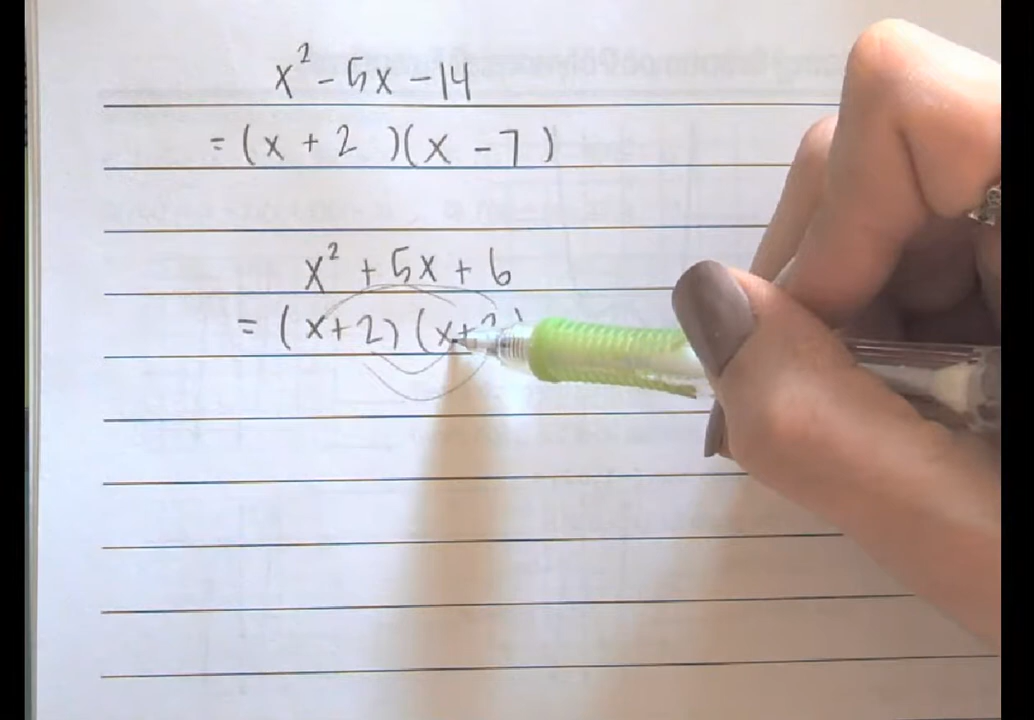 x² - 5x - 14
= (x + 2 )(x - 7 )
x² + 5x + 6
= (x+2) (x+